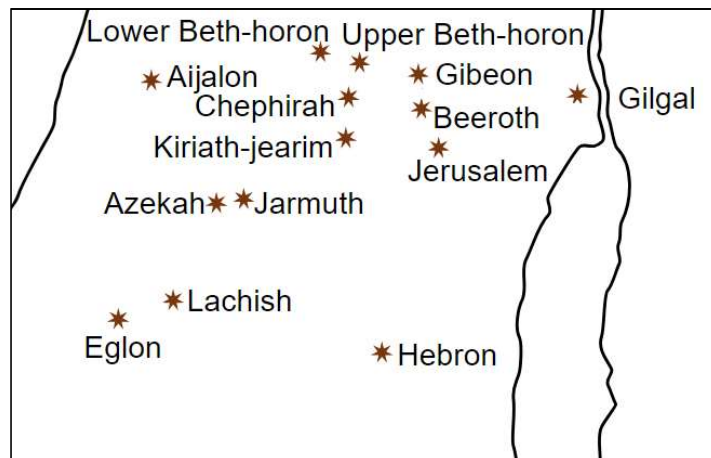 Lower Beth-horon
Upper Beth-horon
Aijalon
Gibeon
Gilgal
Chephirah
Beeroth
Kiriath-jearim
Jerusalem
Azekah
Jarmuth
Lachish
Eglon
Hebron